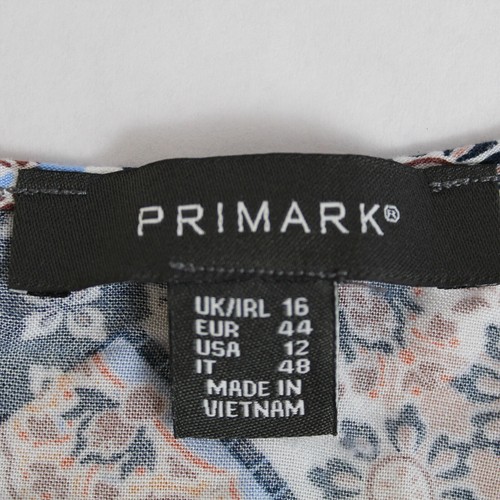 PRIMARK®
UK/IRL 16
EUR 44
USA 12
IT 48
MADE IN
VIETNAM